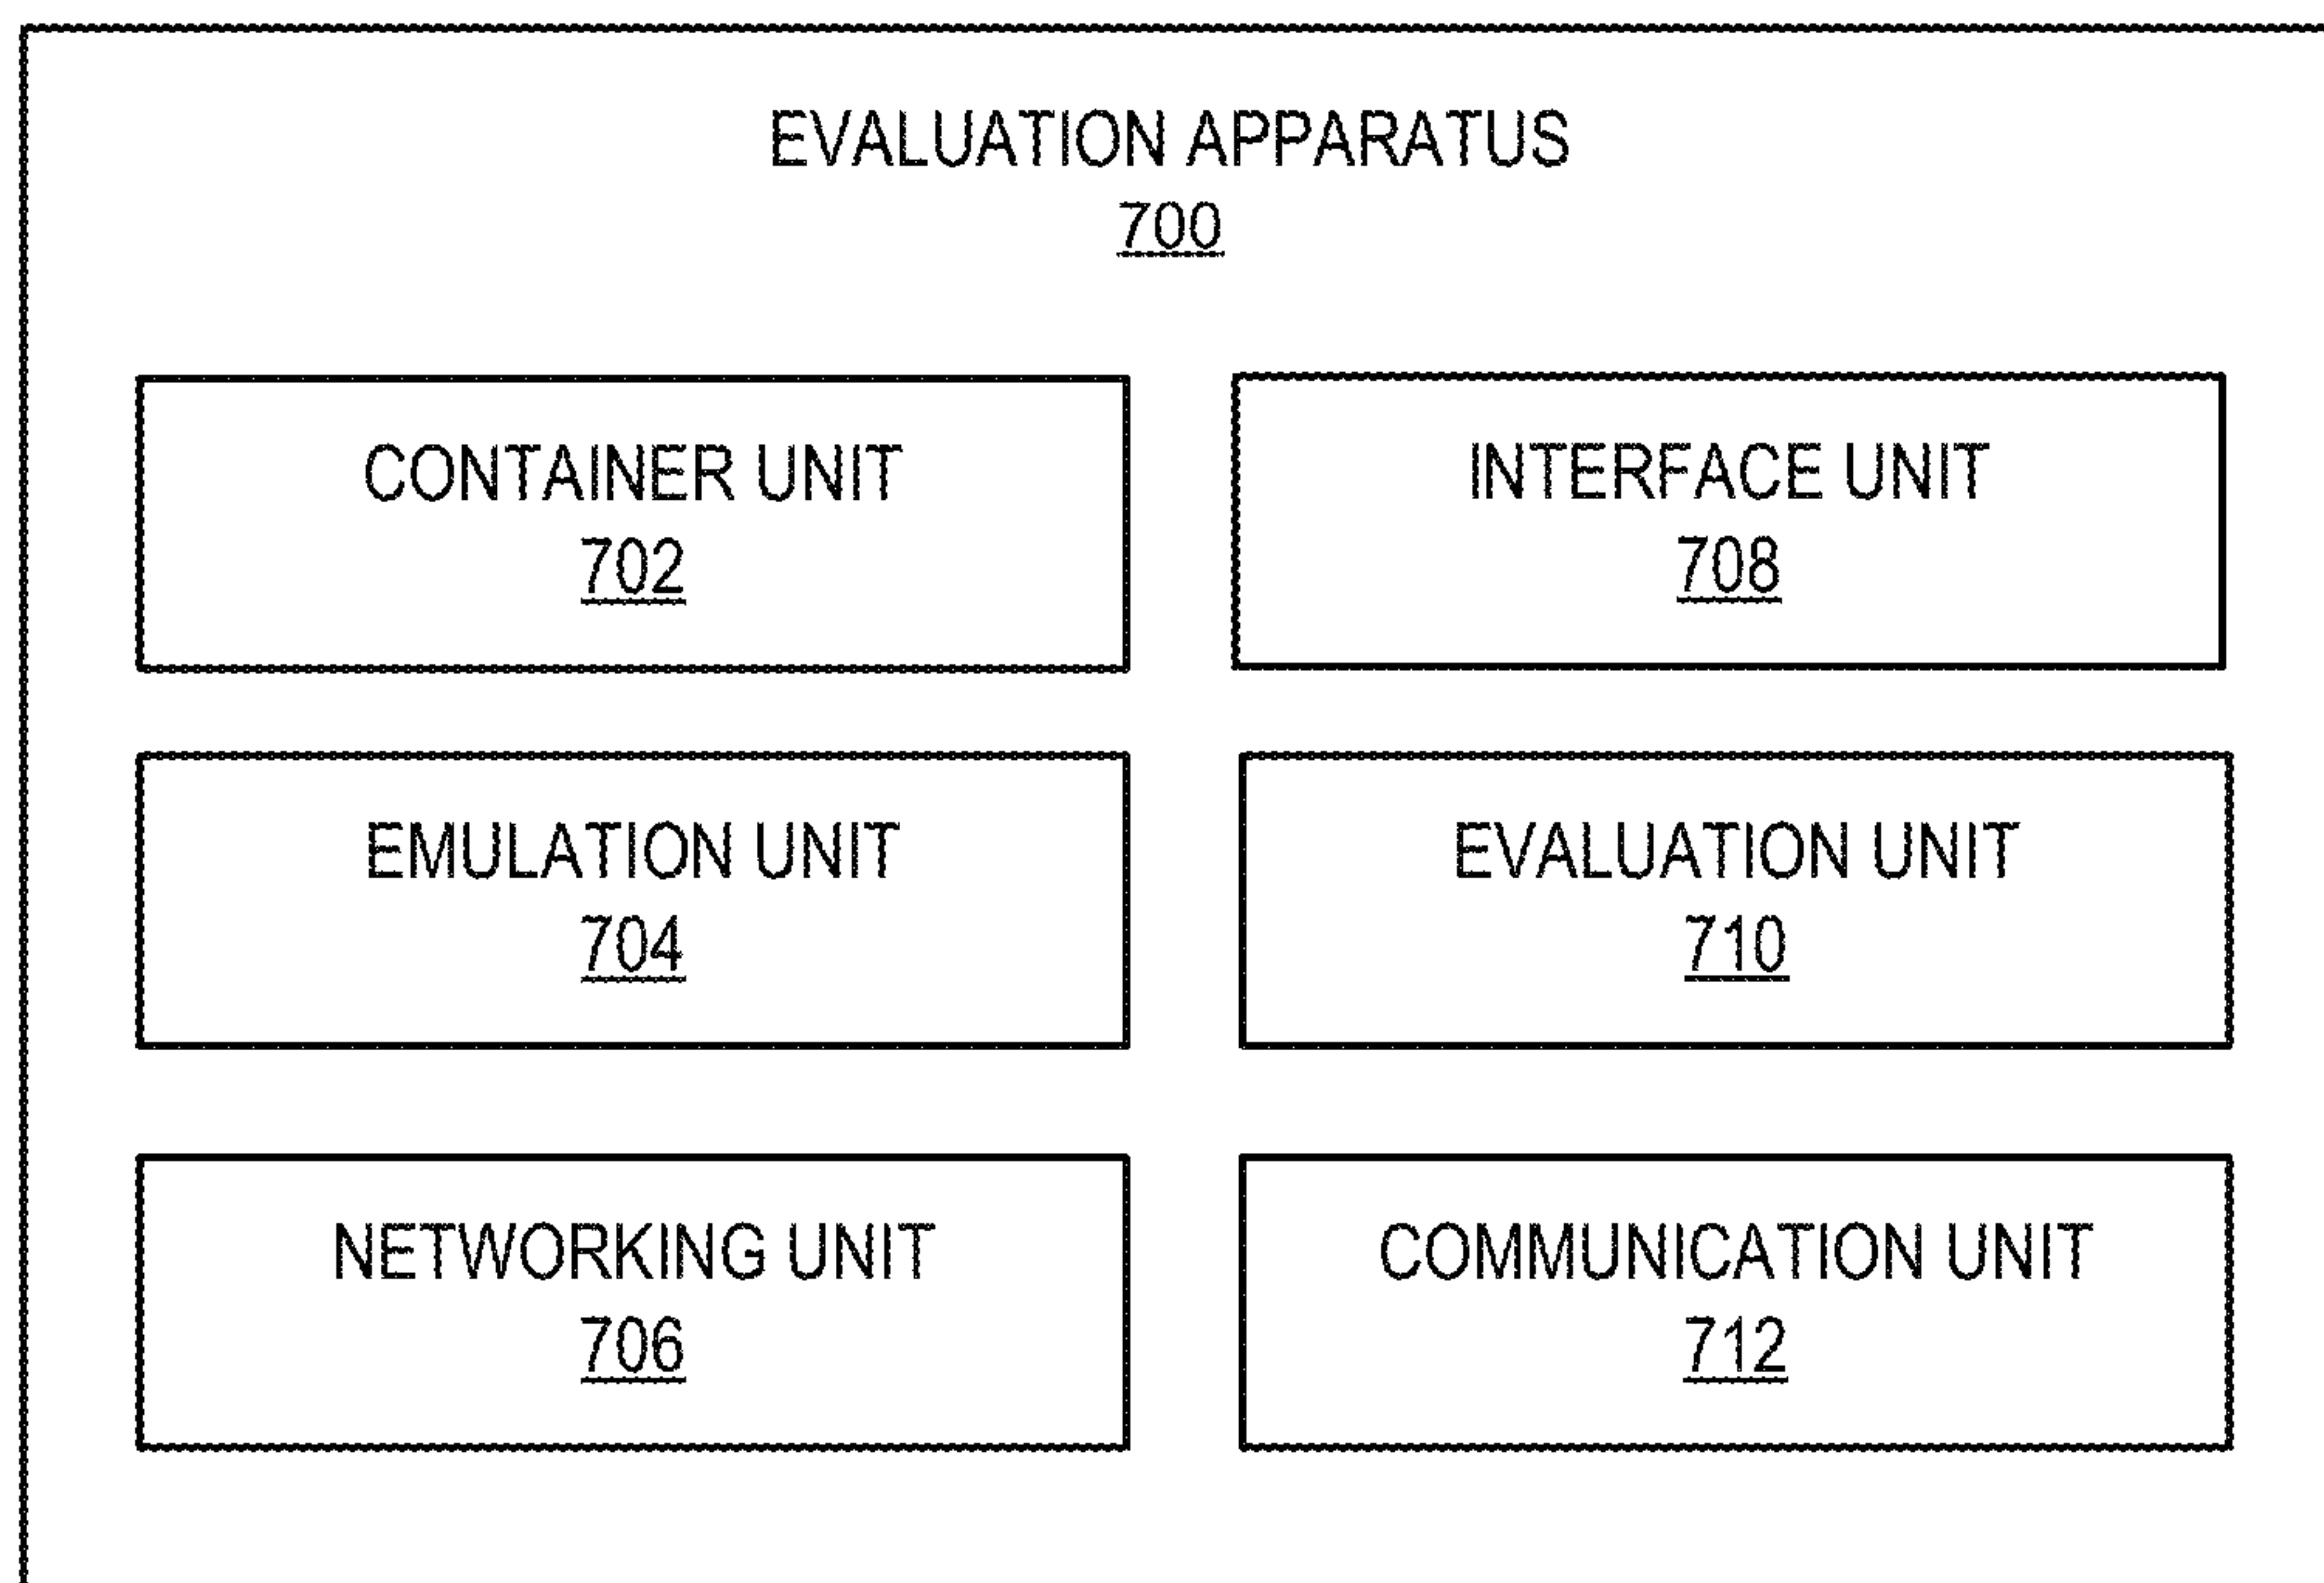 EVALUATION APPARATUS
700
CONTAINER UNIT
702
INTERFACE UNIT
708
EMULATION UNIT
704
EVALUATION UNIT
710
NETWORKING UNIT
706
COMMUNICATION UNIT
712